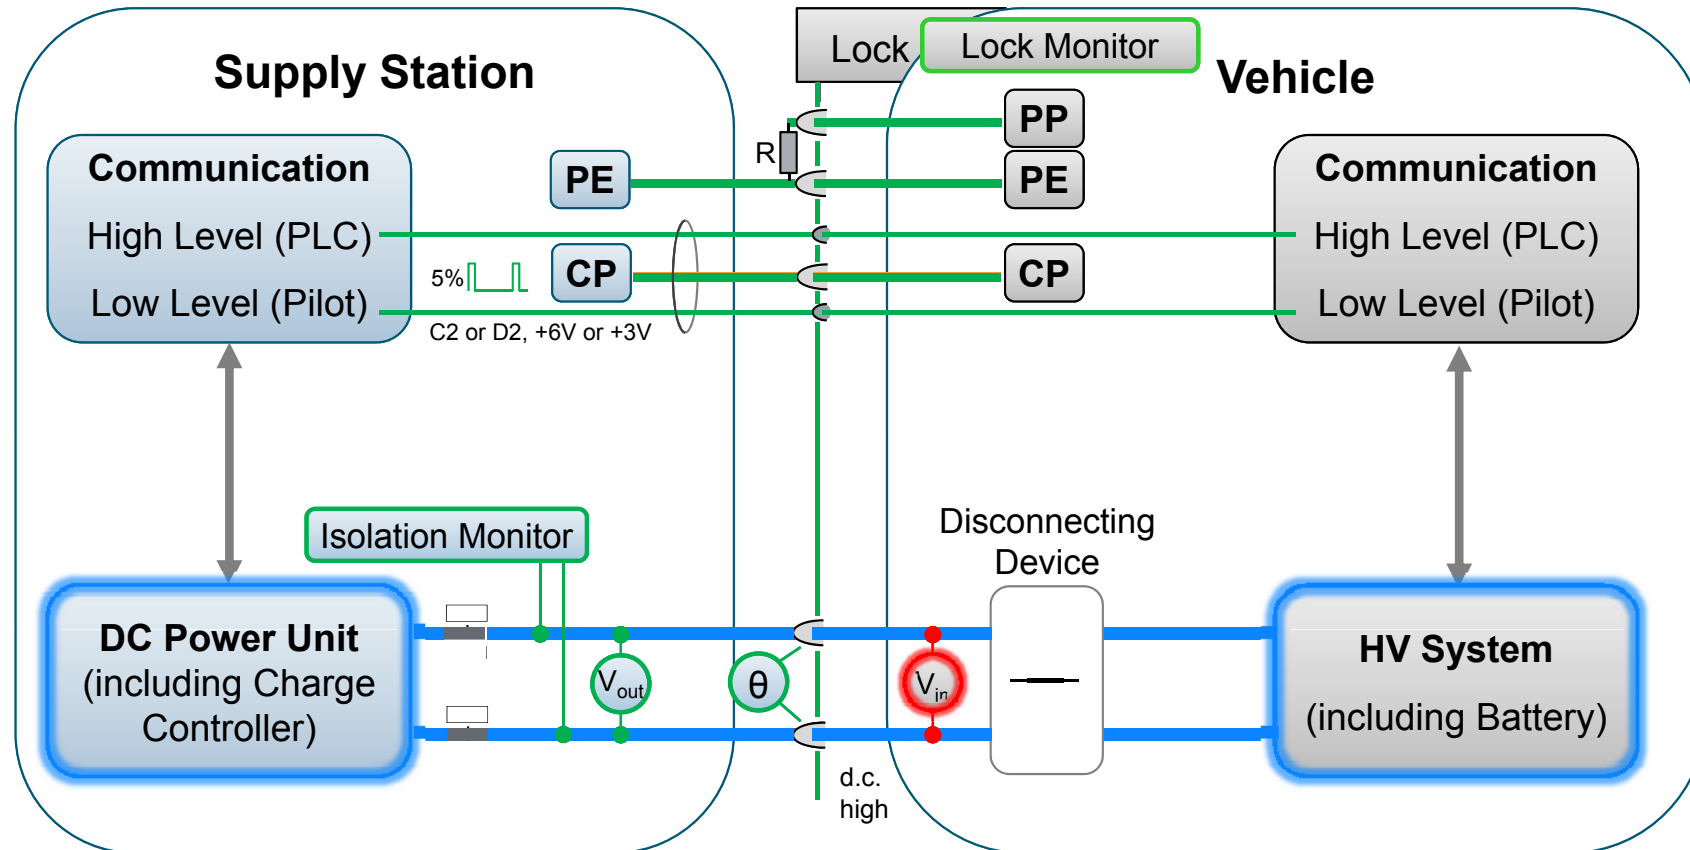 Supply Station
Lock
Lock Monitor
Vehicle
Communication
High Level (PLC)
Low Level (Pilot)
5%
C2 or D2, +6V or +3V
PE
CP
R
PP
PE
CP
Communication
High Level (PLC)
Low Level (Pilot)
Isolation Monitor
Disconnecting
Device
DC Power Unit
(including Charge
Controller)
Vout
θ
Vin
HV System
(including Battery)
d.c.
high